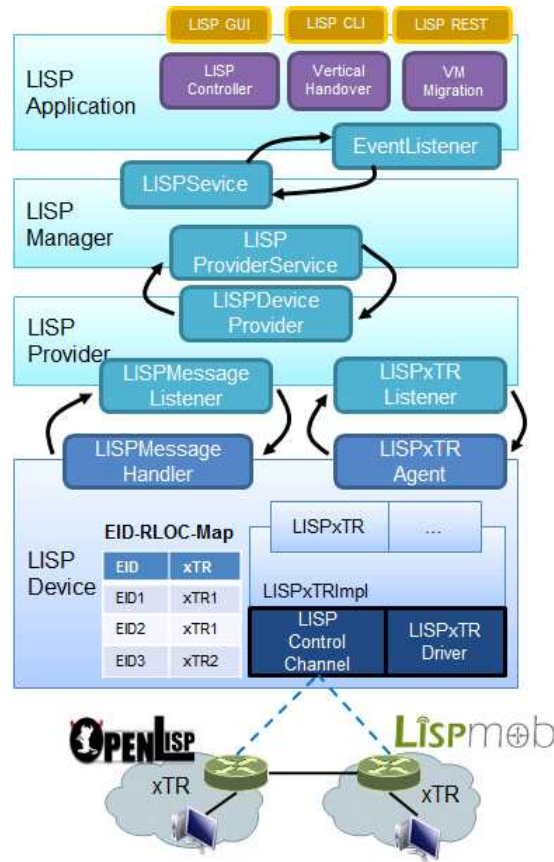 LISP GUI
LISP CLI
LISP REST
LISP
Application
LISP
Controller
Vertical
Handover
VM
Migration
EventListener
LISPSevice
LISP
Manager
LISP
ProviderService
LISPDevice
Provider
LISP
Provider
LISPMessage
Listener
LISPxTR
Listener
LISPMessage
Handler
LISPxTR
Agent
LISP
Device
EID-RLOC-Map
EID xTR
EID1 xTR1
EID2 xTR1
EID3 xTR2
LISPxTR
...
LISPxTRImpl
LISP
Control
Channel
LISPxTR
Driver
OPENLISP
LISPmob
xTR
xTR